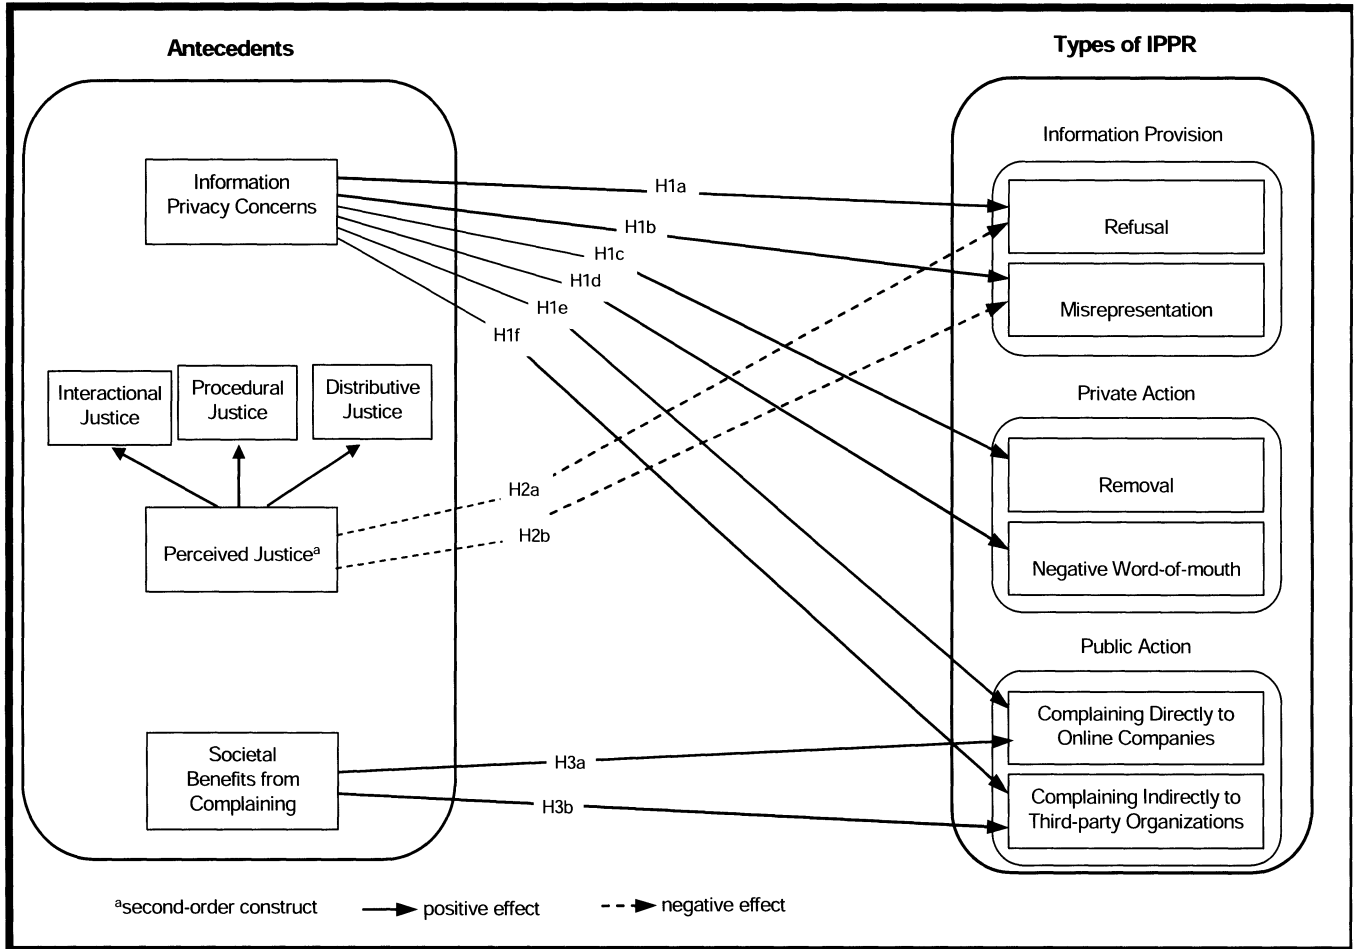 Antecedents
Types of IPPR
Information Provision
Information
Privacy Concerns
H1a
H1b
H1c
H1d
H1e
H1f
Refusal
Misrepresentation
Interactional
Justice
Procedural
Justice
Distributive
Justice
Private Action
Removal
Negative Word-of-mouth
Perceived Justiceª
H2a
H2b
Public Action
Societal
Benefits from
Complaining
H3a
H3b
Complaining Directly to
Online Companies
Complaining Indirectly to
Third-party Organizations
ªsecond-order construct
positive effect
negative effect